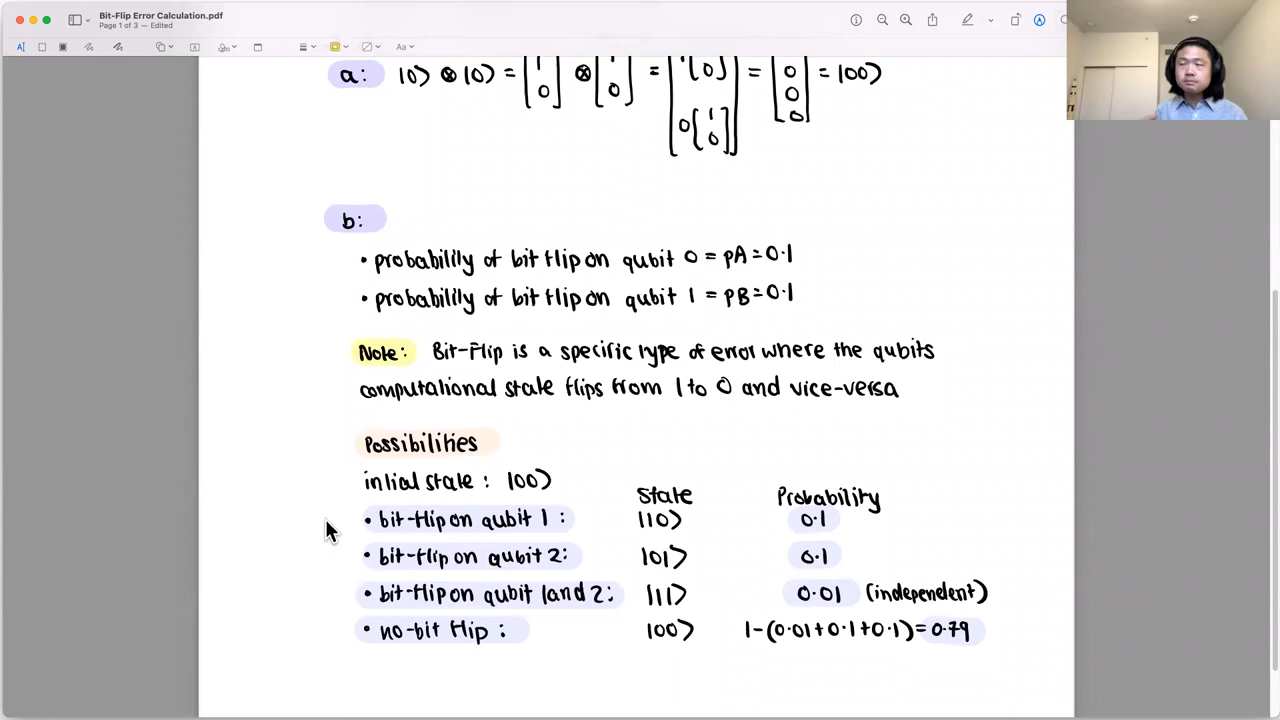 Bit-Flip Error Calculation.pdf
Page 1 of 3 — Edited
a: |0⟩ ⊗ |0⟩ = [1 0] ⊗ [1 0] = [1[0] 0[1 0]] = [0 0 0] = |00⟩
b:
• probability of bit flip on qubit 0 = pA = 0.1
• probability of bit flip on qubit 1 = pB = 0.1
Note: Bit-Flip is a specific type of error where the qubits
computational state flips from 1 to 0 and vice-versa
Possibilities
initial state : |00⟩
State Probability
• bit-flip on qubit 1 : |10⟩ 0.1
• bit-flip on qubit 2: |01⟩ 0.1
• bit-flip on qubit 1 and 2: |11⟩ 0.01 (independent)
• no-bit flip : |00⟩ 1-(0.01+0.1+0.1)=0.79